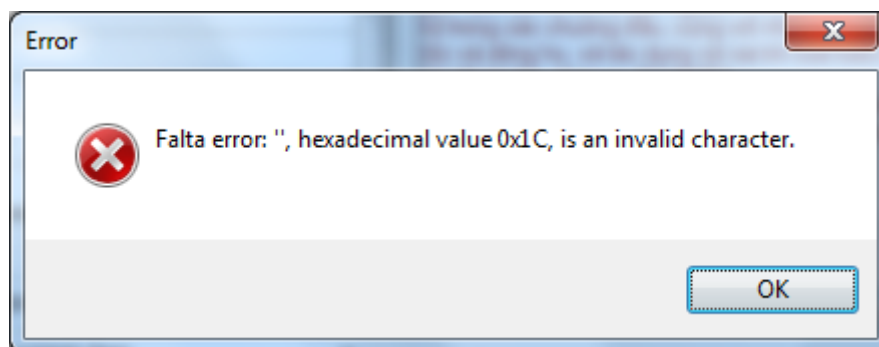 Error
Falta error: '', hexadecimal value 0x1C, is an invalid character.
OK